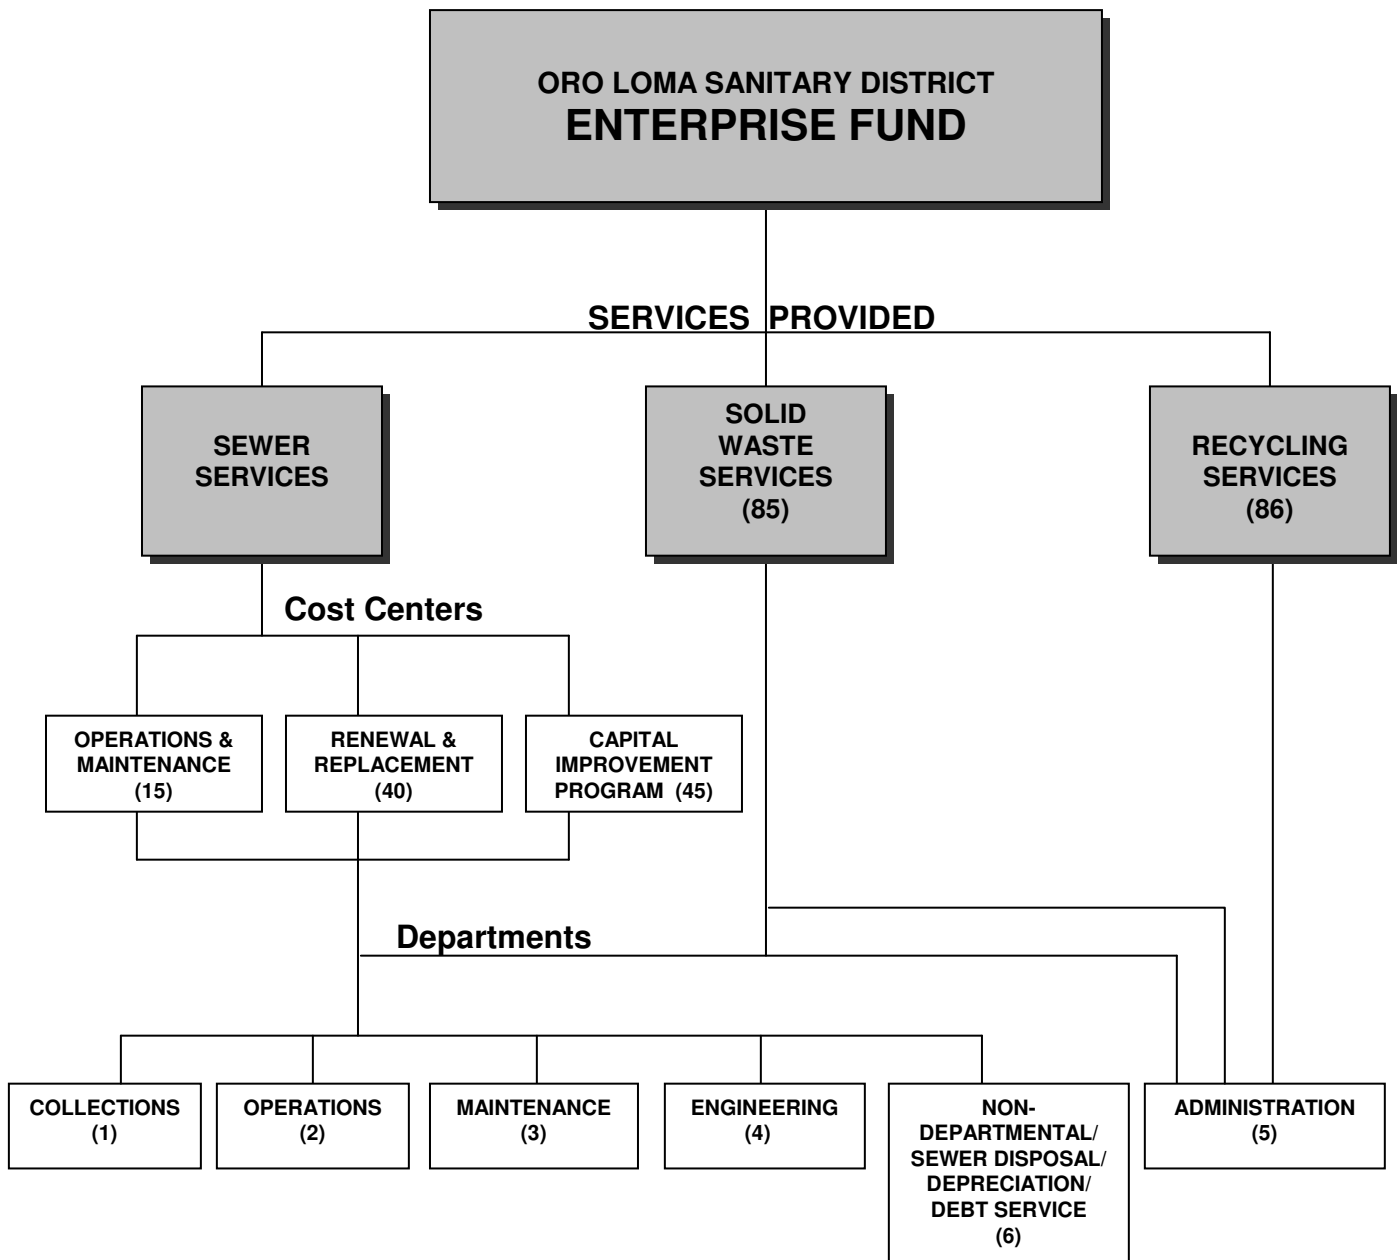 ORO LOMA SANITARY DISTRICT
ENTERPRISE FUND
SERVICES PROVIDED
SEWER
SERVICES
SOLID
WASTE
SERVICES
(85)
RECYCLING
SERVICES
(86)
Cost Centers
OPERATIONS &
MAINTENANCE
(15)
RENEWAL &
REPLACEMENT
(40)
CAPITAL
IMPROVEMENT
PROGRAM (45)
Departments
COLLECTIONS
(1)
OPERATIONS
(2)
MAINTENANCE
(3)
ENGINEERING
(4)
NON-
DEPARTMENTAL/
SEWER DISPOSAL/
DEPRECIATION/
DEBT SERVICE
(6)
ADMINISTRATION
(5)